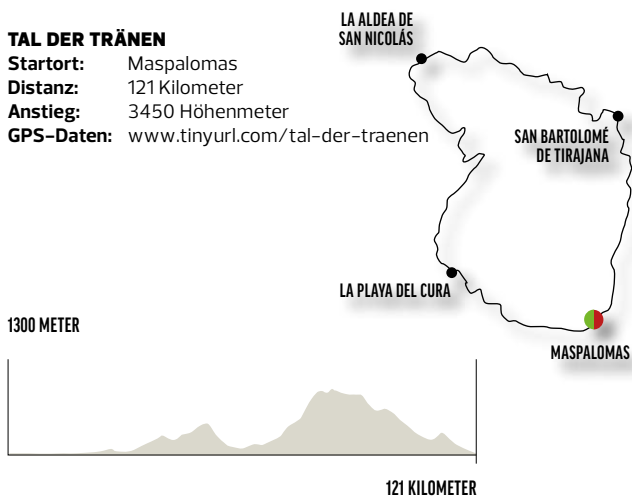 TAL DER TRÄNEN
Startort: Maspalomas
Distanz: 121 Kilometer
Anstieg: 3450 Höhenmeter
GPS-Daten: www.tinyurl.com/tal-der-traenen
LA ALDEA DE
SAN NICOLÁS
SAN BARTOLOMÉ
DE TIRAJANA
LA PLAYA DEL CURA
MASPALOMAS
1300 METER
121 KILOMETER